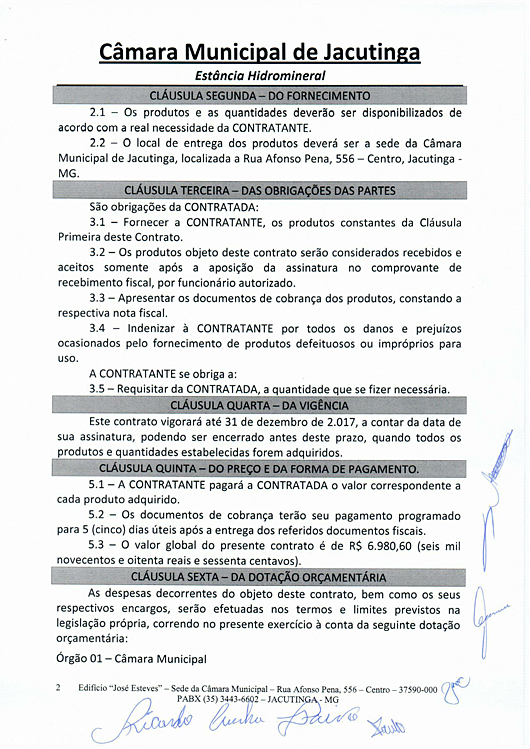 Câmara Municipal de Jacutinga
Estância Hidromineral
CLÁUSULA SEGUNDA – DO FORNECIMENTO
2.1 – Os produtos e as quantidades deverão ser disponibilizados de
acordo com a real necessidade da CONTRATANTE.
2.2 – O local de entrega dos produtos deverá ser a sede da Câmara
Municipal de Jacutinga, localizada a Rua Afonso Pena, 556 – Centro, Jacutinga -
MG.
CLÁUSULA TERCEIRA – DAS OBRIGAÇÕES DAS PARTES
São obrigações da CONTRATADA:
3.1 – Fornecer a CONTRATANTE, os produtos constantes da Cláusula
Primeira deste Contrato.
3.2 – Os produtos objeto deste contrato serão considerados recebidos e
aceitos somente após a aposição da assinatura no comprovante de
recebimento fiscal, por funcionário autorizado.
3.3 – Apresentar os documentos de cobrança dos produtos, constando a
respectiva nota fiscal.
3.4 – Indenizar à CONTRATANTE por todos os danos e prejuízos
ocasionados pelo fornecimento de produtos defeituosos ou impróprios para
uso.
A CONTRATANTE se obriga a:
3.5 – Requisitar da CONTRATADA, a quantidade que se fizer necessária.
CLÁUSULA QUARTA – DA VIGÊNCIA
Este contrato vigorará até 31 de dezembro de 2.017, a contar da data de
sua assinatura, podendo ser encerrado antes deste prazo, quando todos os
produtos e quantidades estabelecidas forem adquiridos.
CLÁUSULA QUINTA – DO PREÇO E DA FORMA DE PAGAMENTO.
5.1 – A CONTRATANTE pagará a CONTRATADA o valor correspondente a
cada produto adquirido.
5.2 – Os documentos de cobrança terão seu pagamento programado
para 5 (cinco) dias úteis após a entrega dos referidos documentos fiscais.
5.3 – O valor global do presente contrato é de R$ 6.980,60 (seis mil
novecentos e oitenta reais e sessenta centavos).
CLÁUSULA SEXTA – DA DOTAÇÃO ORÇAMENTÁRIA
As despesas decorrentes do objeto deste contrato, bem como os seus
respectivos encargos, serão efetuadas nos termos e limites previstos na
legislação própria, correndo no presente exercício à conta da seguinte dotação
orçamentária:
Órgão 01 – Câmara Municipal
2 Edifício "José Esteves" – Sede da Câmara Municipal – Rua Afonso Pena, 556 – Centro – 37590-000
PABX (35) 3443-6602 – JACUTINGA - MG
Ricardo Cunha